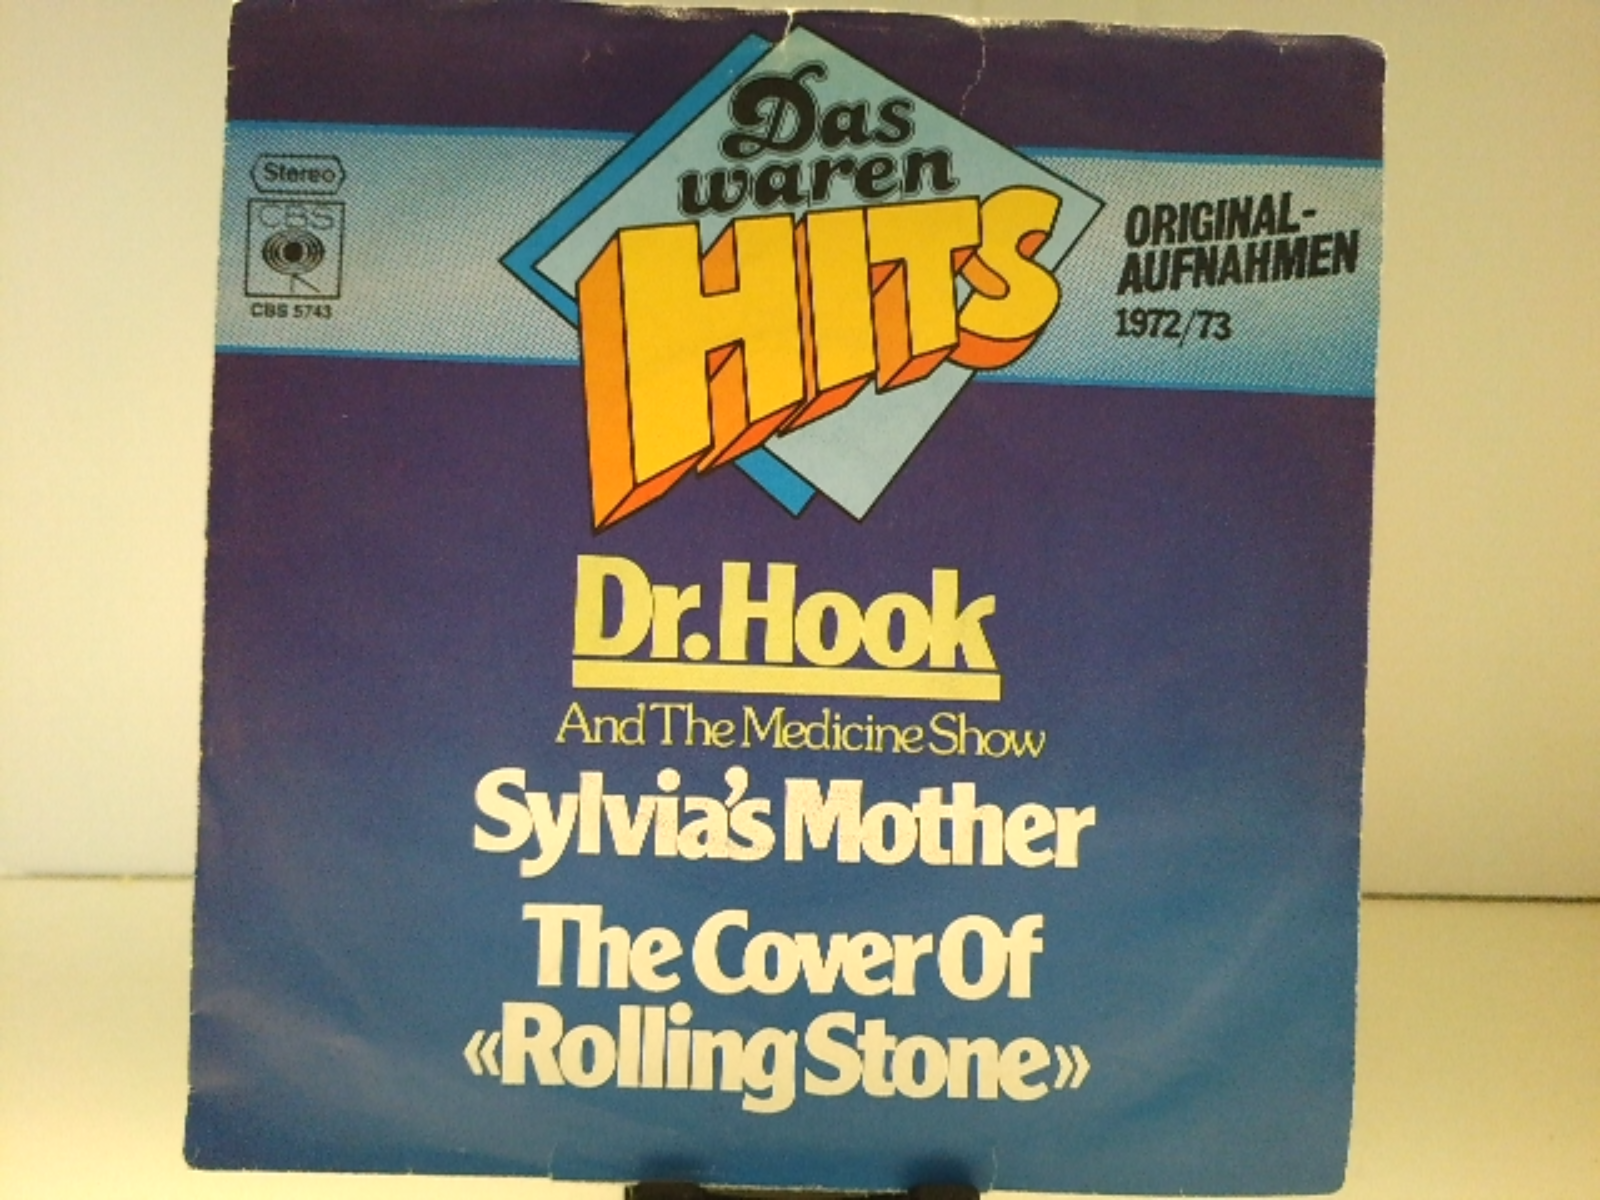 Das
waren
HITS
Stereo
CBS
CBS 5743
ORIGINAL-
AUFNAHMEN
1972/73
Dr. Hook
And The Medicine Show
Sylvia's Mother
The Cover Of
«Rolling Stone»